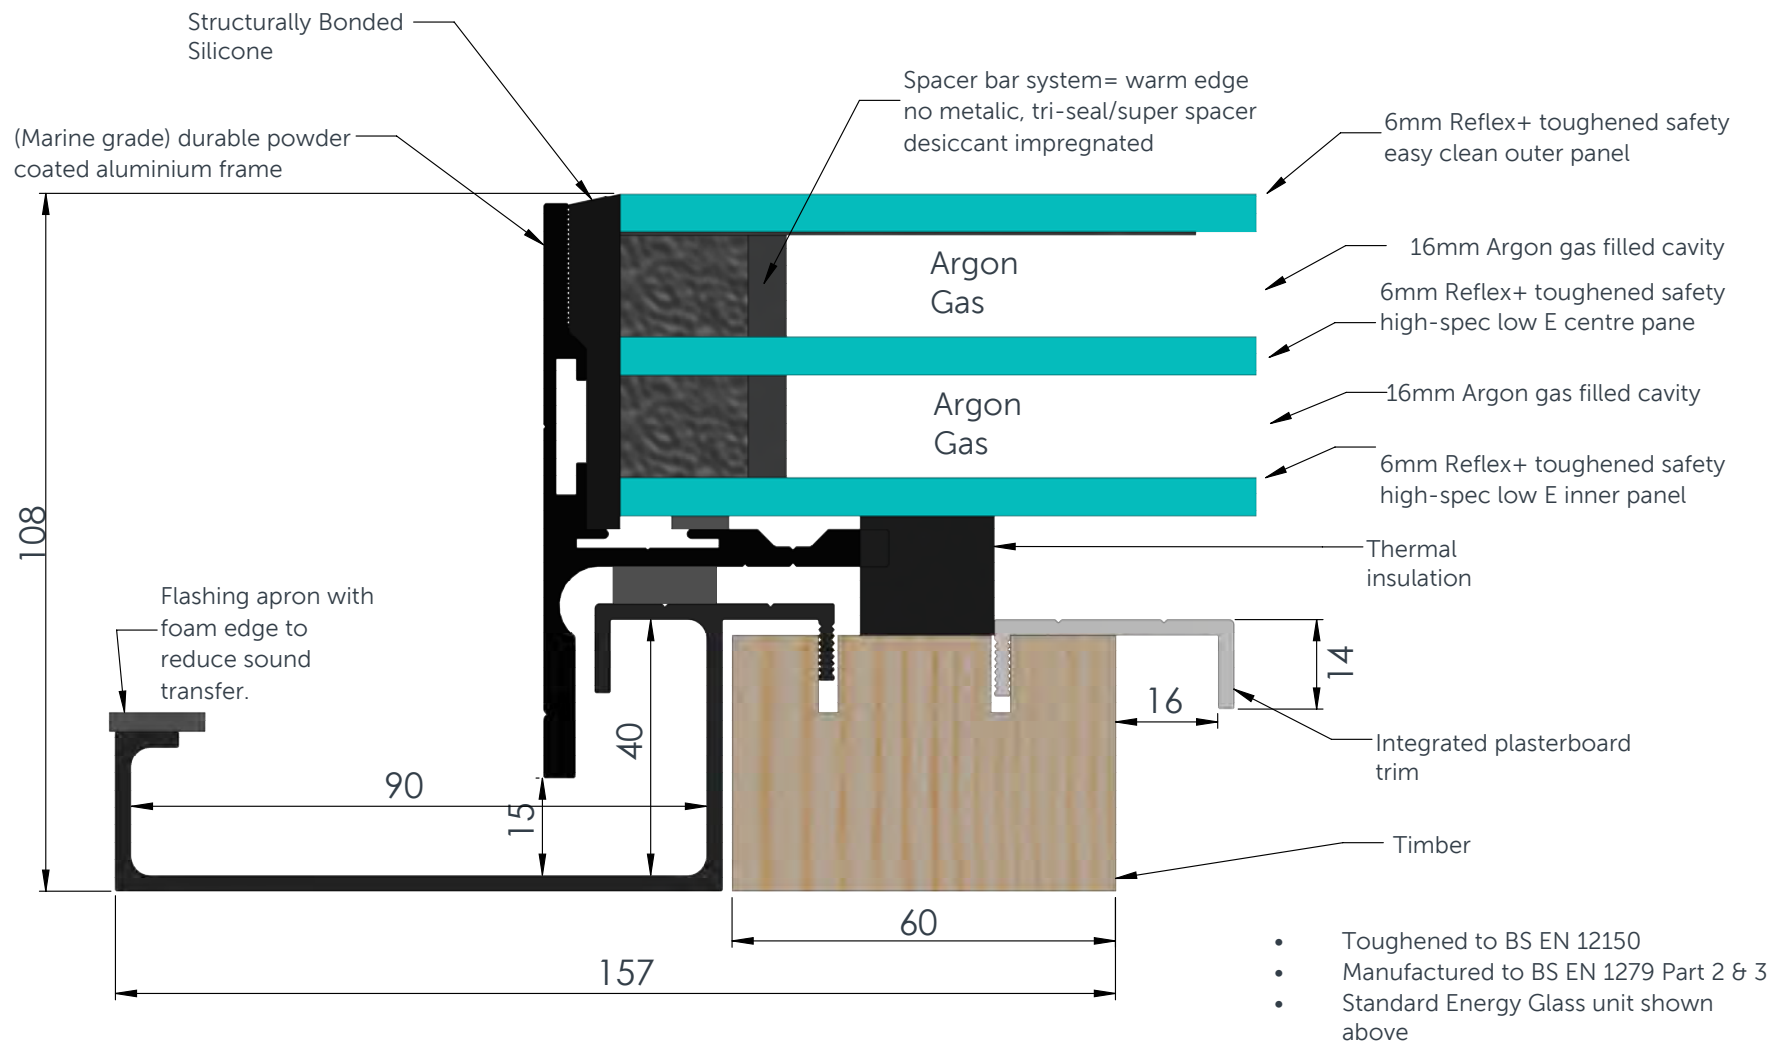 Structurally Bonded
Silicone
Spacer bar system= warm edge
no metalic, tri-seal/super spacer
desiccant impregnated
(Marine grade) durable powder
coated aluminium frame
6mm Reflex+ toughened safety
easy clean outer panel
Argon
Gas
16mm Argon gas filled cavity
6mm Reflex+ toughened safety
high-spec low E centre pane
Argon
Gas
16mm Argon gas filled cavity
6mm Reflex+ toughened safety
high-spec low E inner panel
108
Thermal
insulation
Flashing apron with
foam edge to
reduce sound
transfer.
14
16
40
Integrated plasterboard
trim
90
15
Timber
60
157
• Toughened to BS EN 12150
• Manufactured to BS EN 1279 Part 2 & 3
• Standard Energy Glass unit shown
above